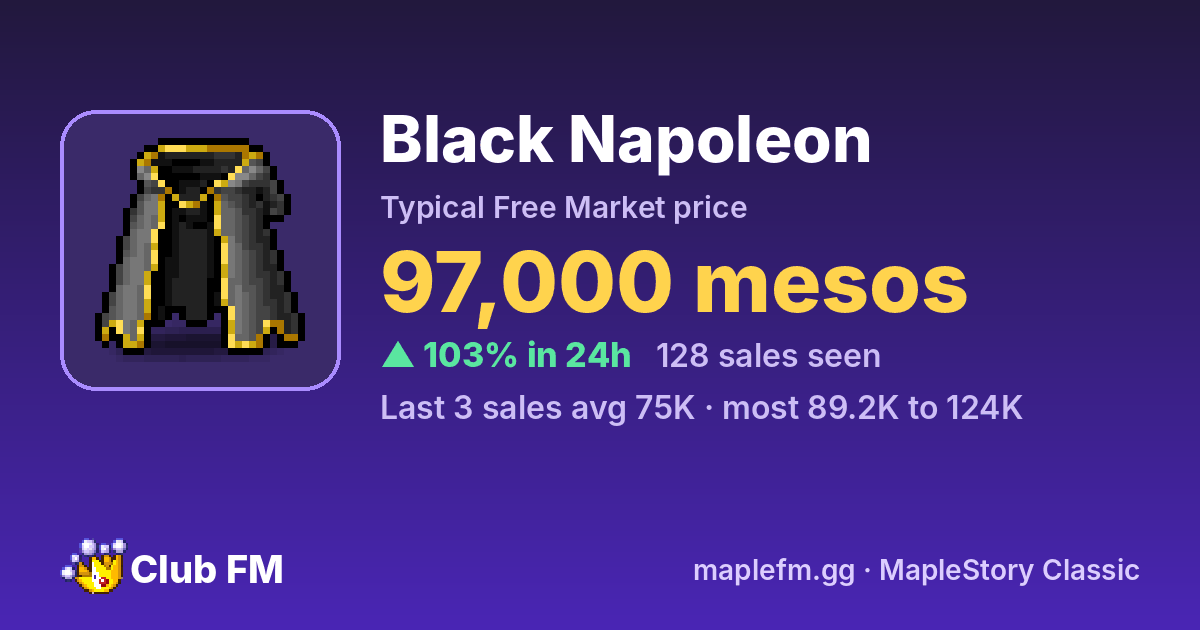 Black Napoleon
Typical Free Market price
97,000 mesos
▲ 103% in 24h 128 sales seen
Last 3 sales avg 75K · most 89.2K to 124K
Club FM
maplefm.gg · MapleStory Classic